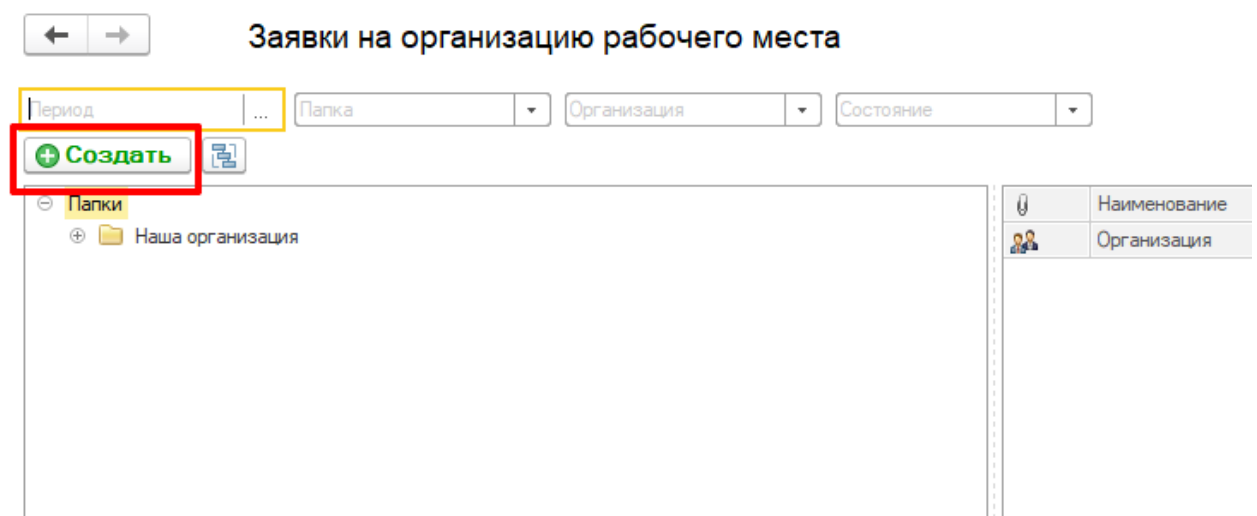 Заявки на организацию рабочего места
Период ... Папка Организация Состояние
Создать
Папки
Наша организация
Наименование
Организация